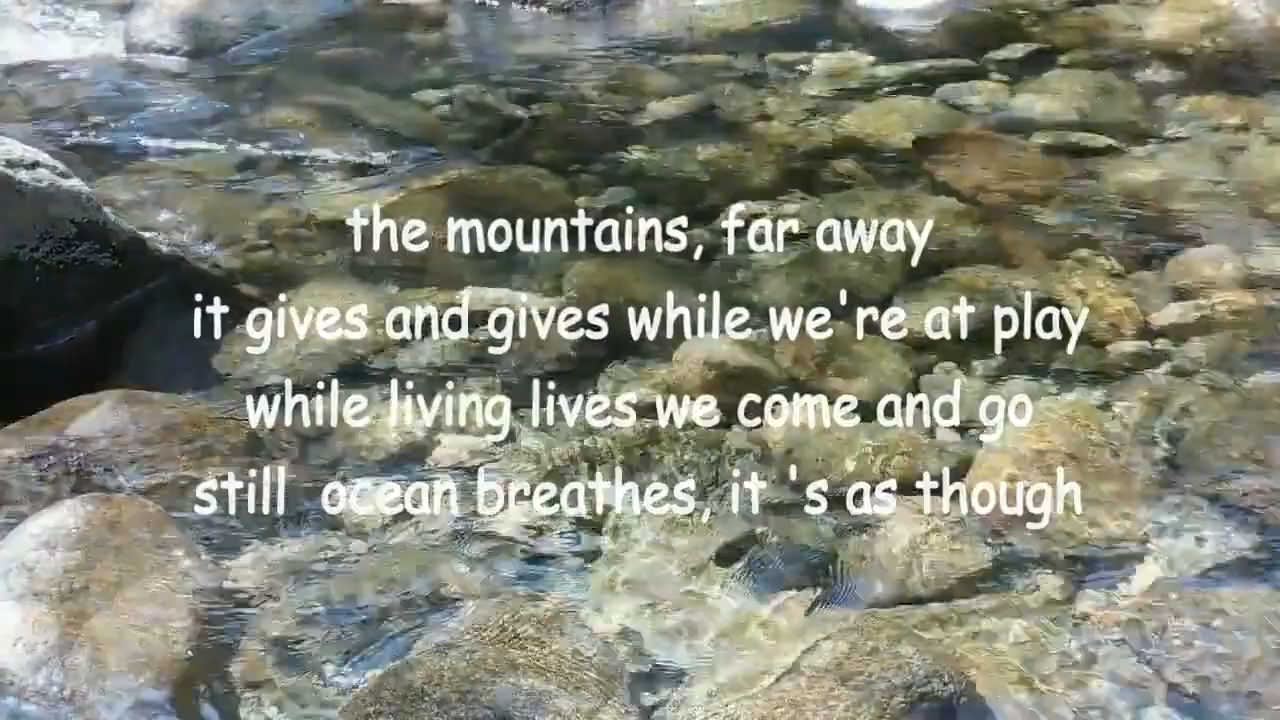 the mountains, far away
it gives and gives while we're at play
while living lives we come and go
still  ocean breathes, it 's as though